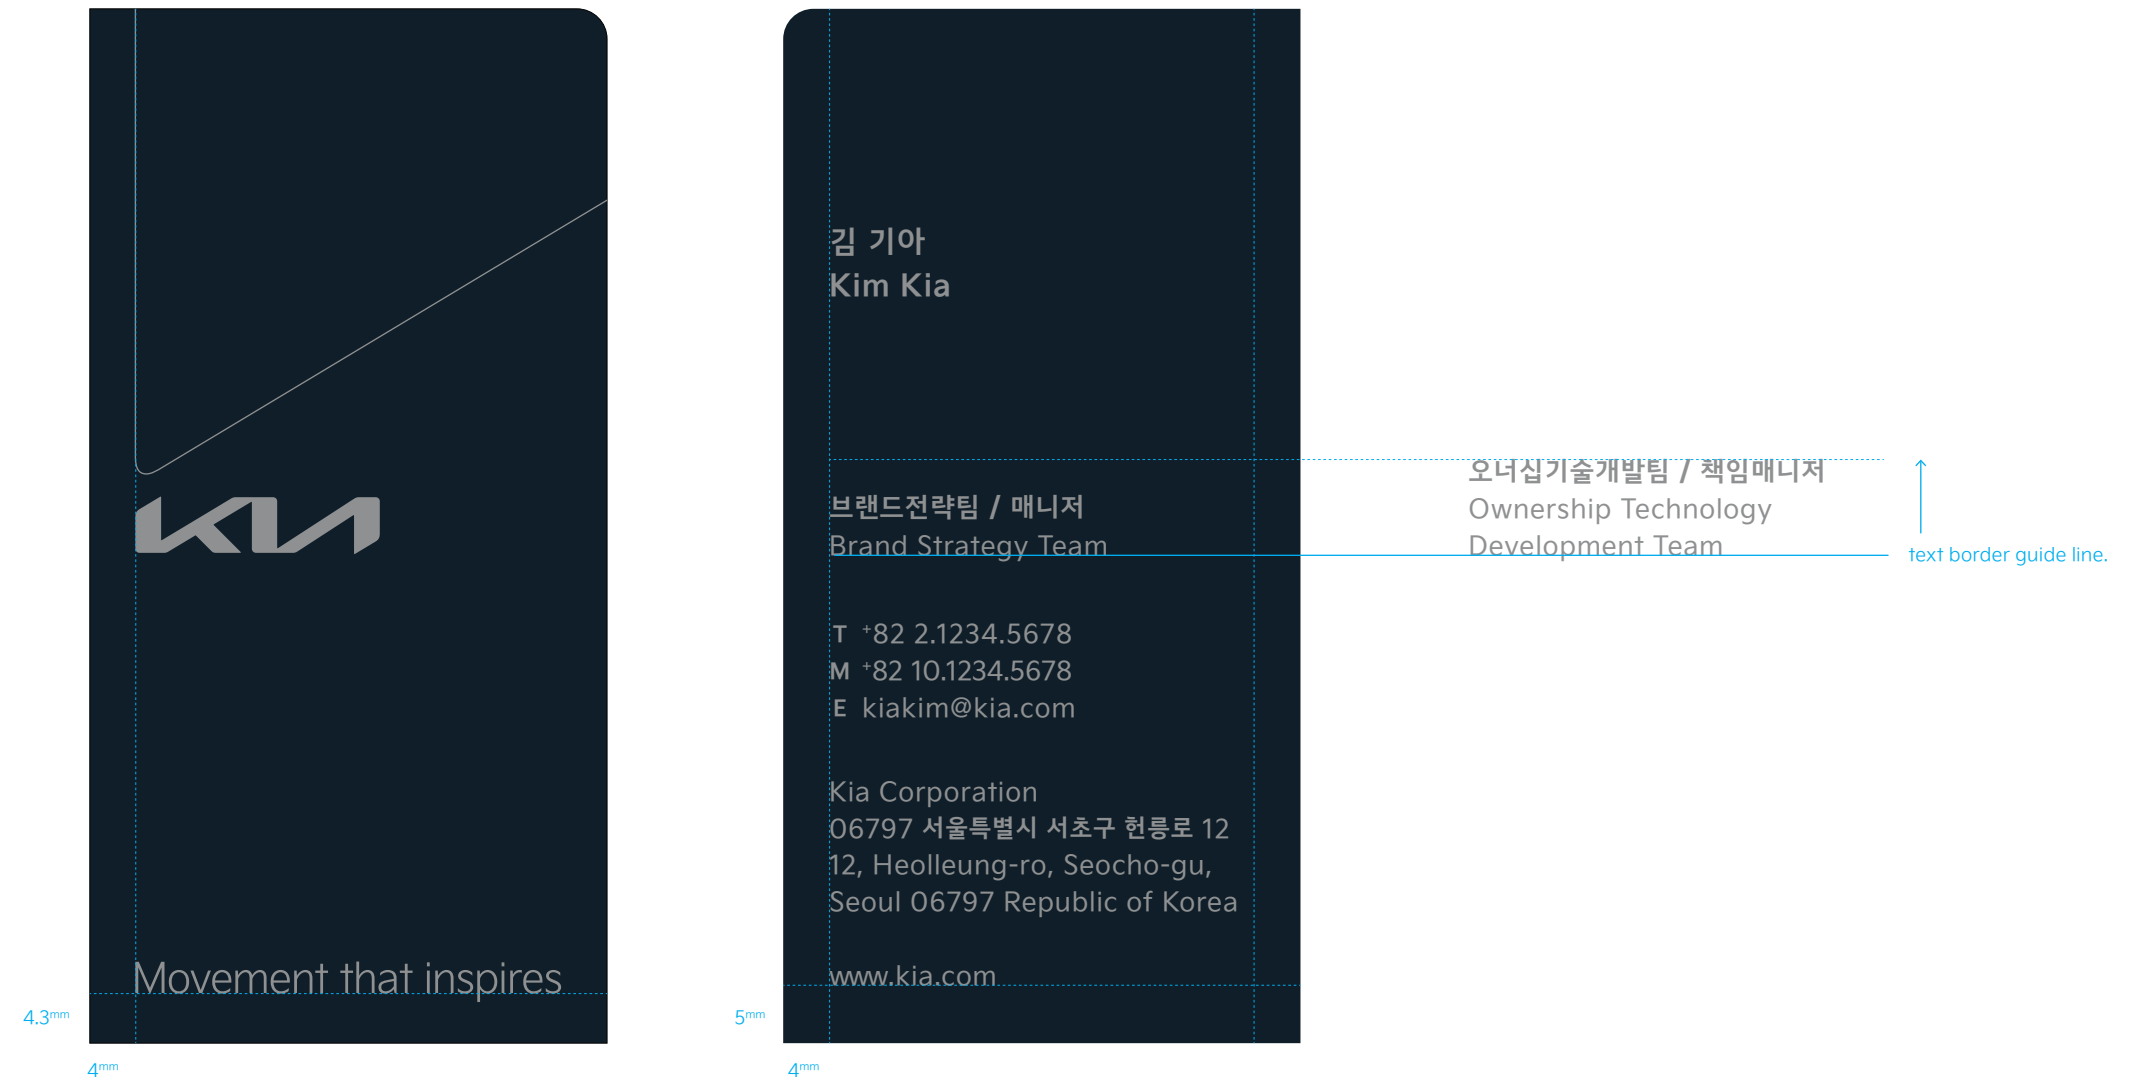 KIA
Movement that inspires
4.3mm
4mm
김 기아
Kim Kia
브랜드전략팀 / 매니저
Brand Strategy Team
T +82 2.1234.5678
M +82 10.1234.5678
E kiakim@kia.com
Kia Corporation
06797 서울특별시 서초구 헌릉로 12
12, Heolleung-ro, Seocho-gu,
Seoul 06797 Republic of Korea
www.kia.com
5mm
4mm
오너십기술개발팀 / 책임매니저
Ownership Technology
Development Team
text border guide line.